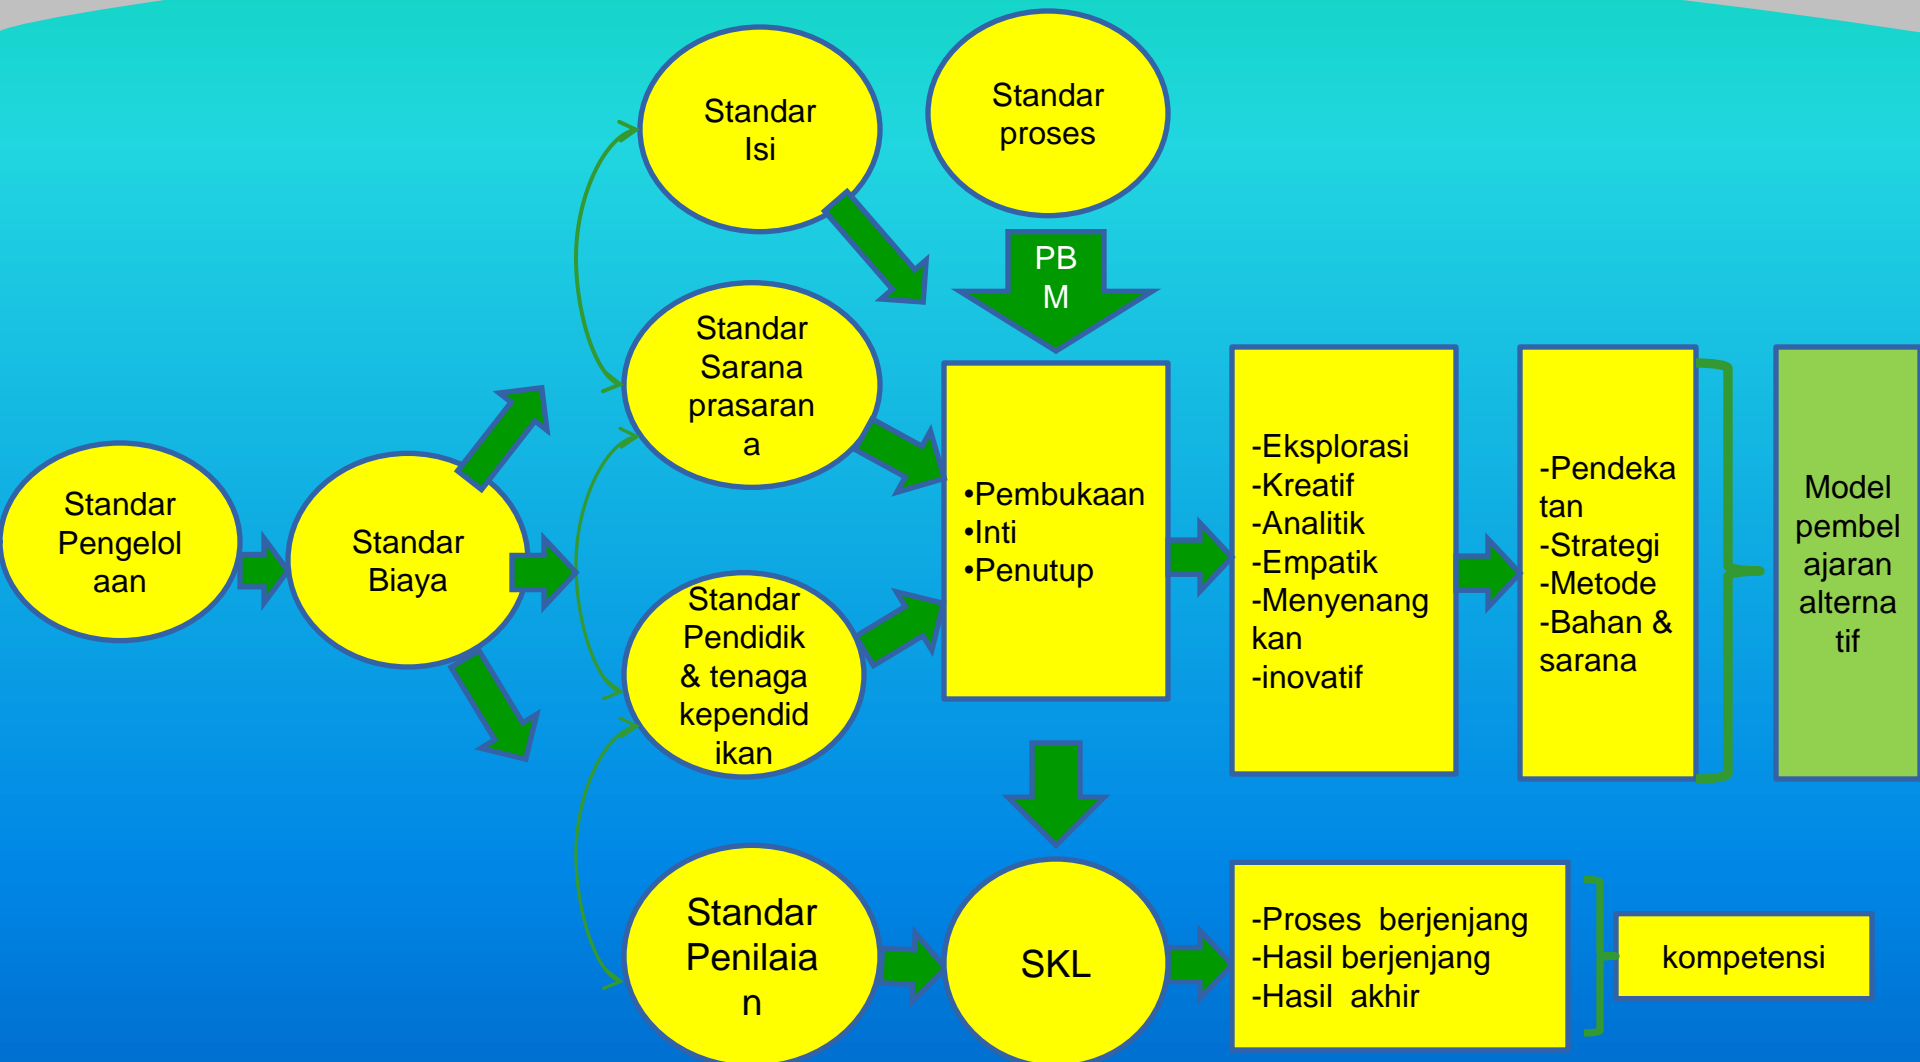 Standar
Isi
Standar
proses
PB
M
Standar
Sarana
prasaran
a
Standar
Pengelol
aan
Standar
Biaya
Standar
Pendidik
& tenaga
kependid
ikan
•Pembukaan
•Inti
•Penutup
-Eksplorasi
-Kreatif
-Analitik
-Empatik
-Menyenang
kan
-inovatif
-Pendeka
tan
-Strategi
-Metode
-Bahan &
sarana
Model
pembel
ajaran
alterna
tif
Standar
Penilaia
n
SKL
-Proses berjenjang
-Hasil berjenjang
-Hasil akhir
kompetensi